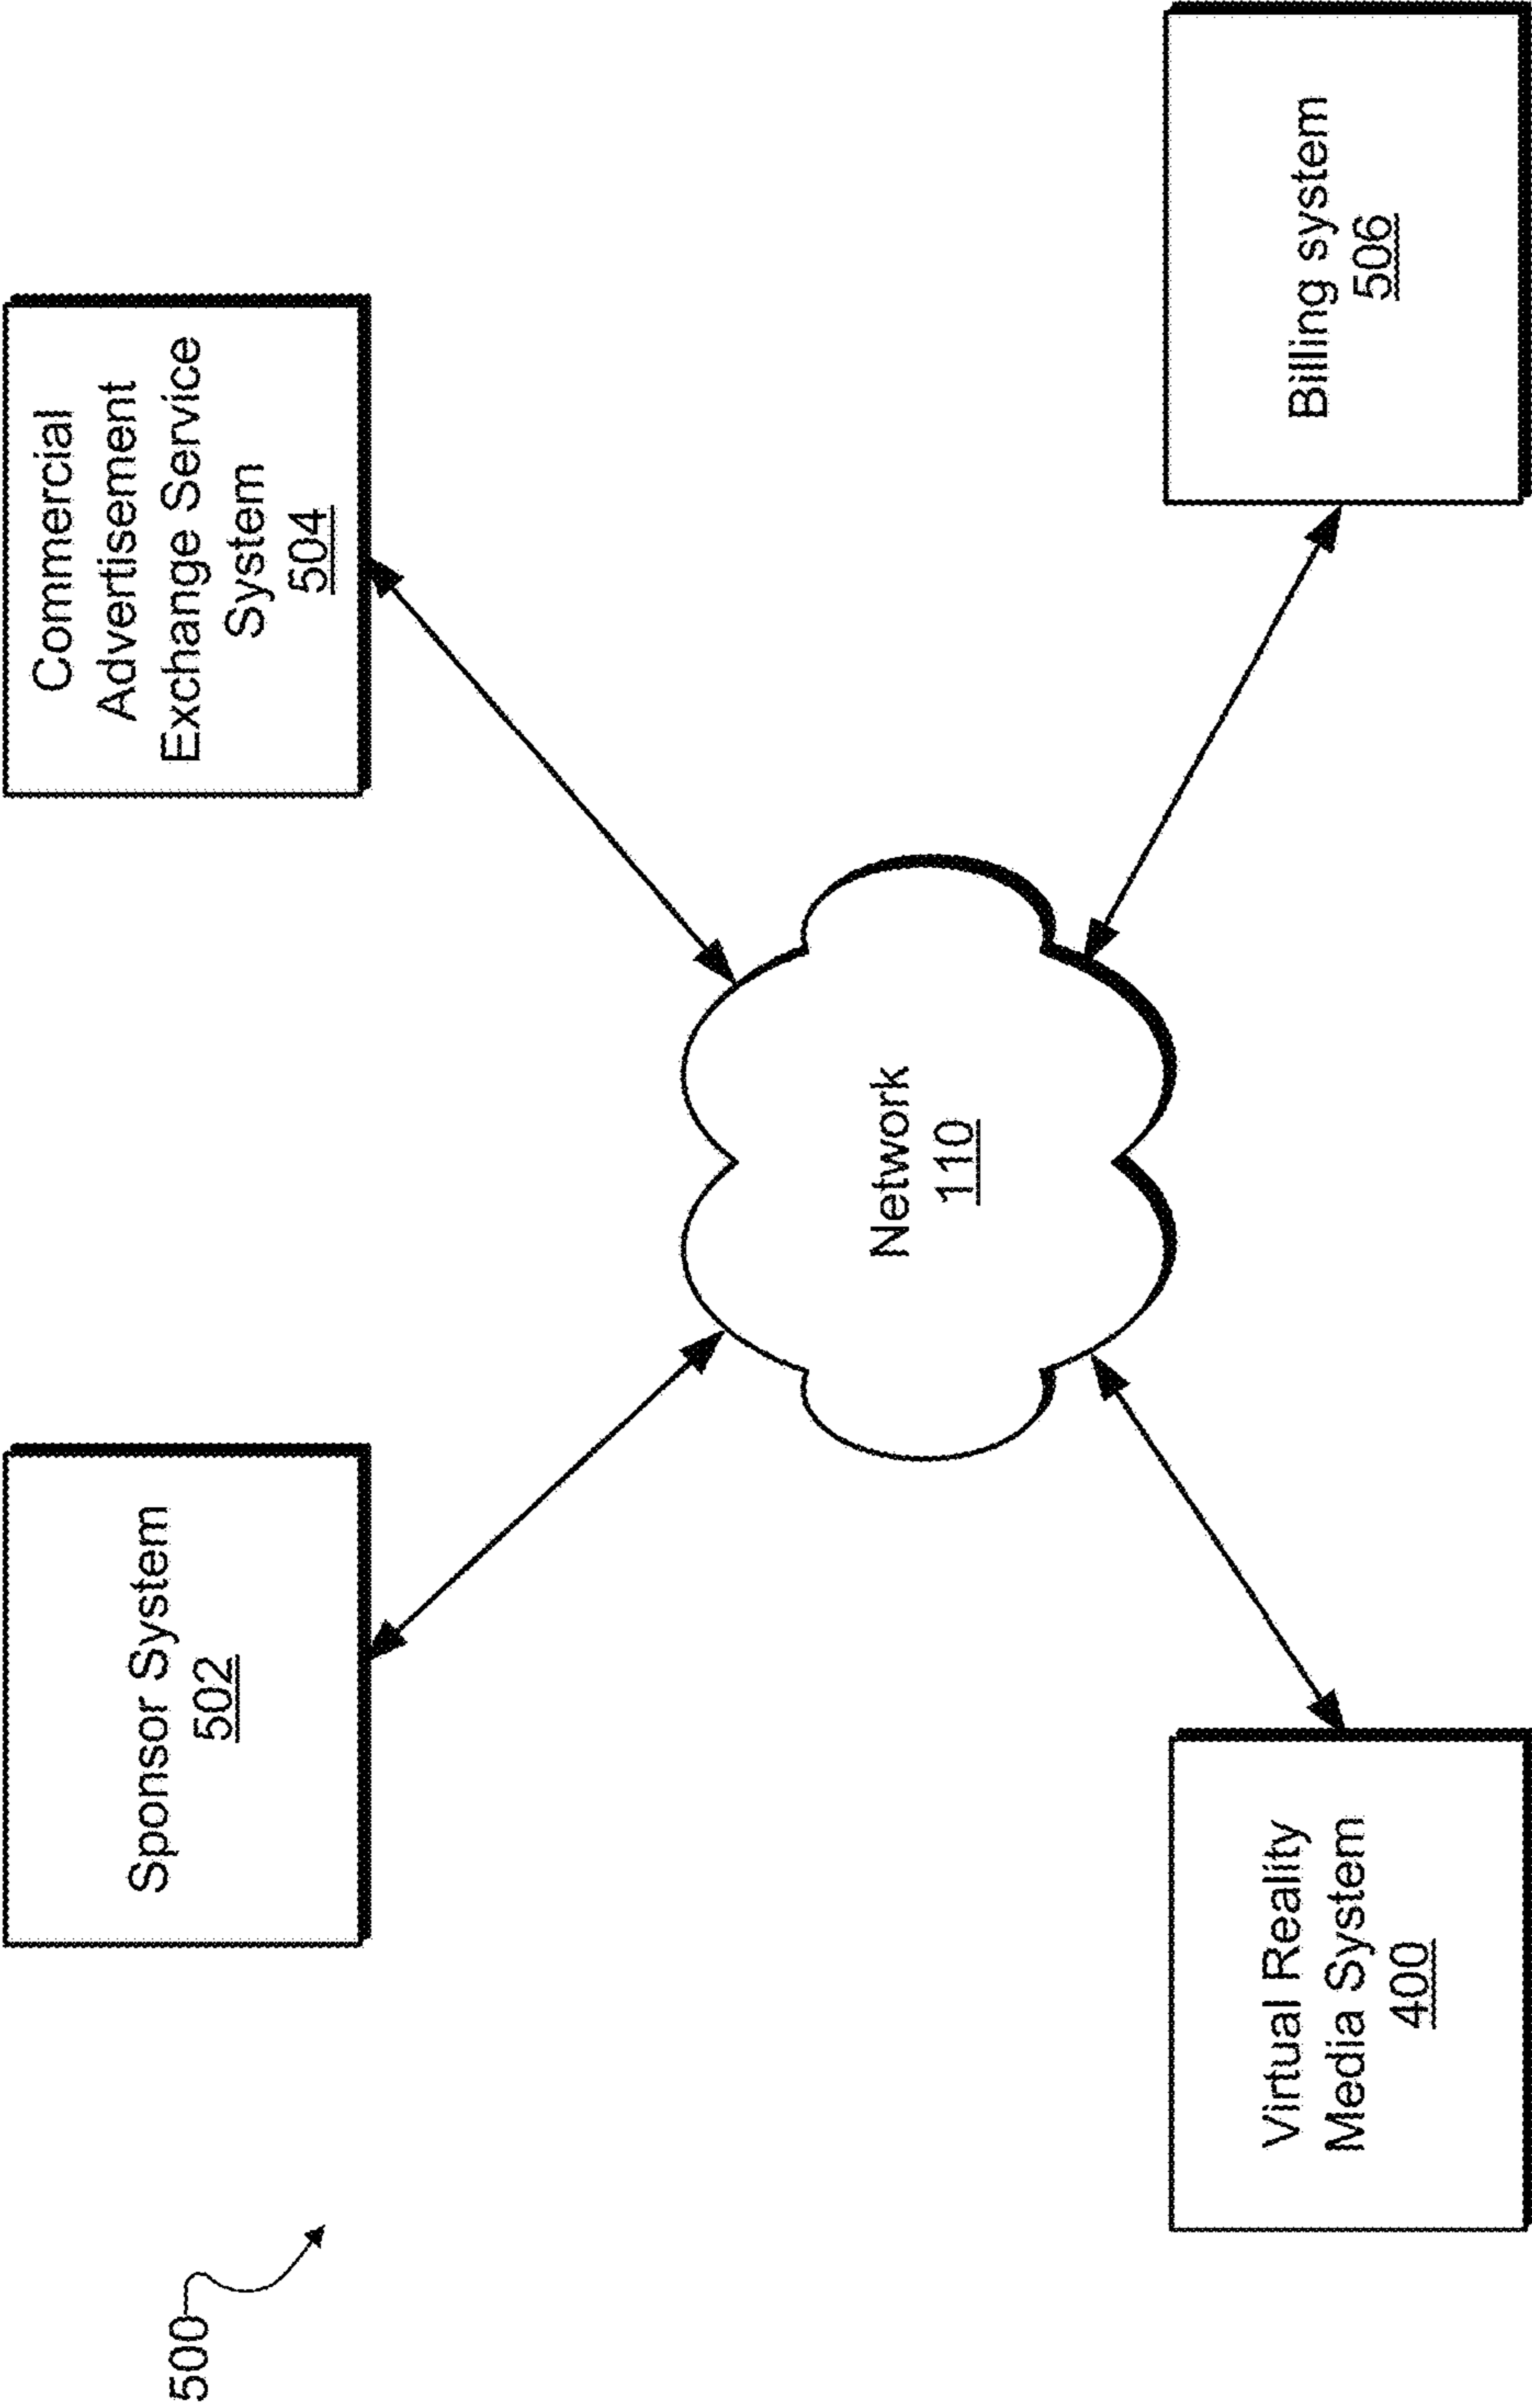 500
Sponsor System
502
Commercial
Advertisement
Exchange Service
System
504
Network
110
Virtual Reality
Media System
400
Billing system
506